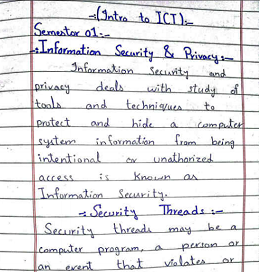 -:(Intro to ICT):-
Semester 01:-
-:Information Security & Privacy:-
Information Security and
privacy deals with study of
tools and techniques to
protect and hide a computer
system information from being
intentional or unathorized
access is known as
Information Security.
-: Security Threads :-
Security threads may be a
computer program, a person or
an event that violates or